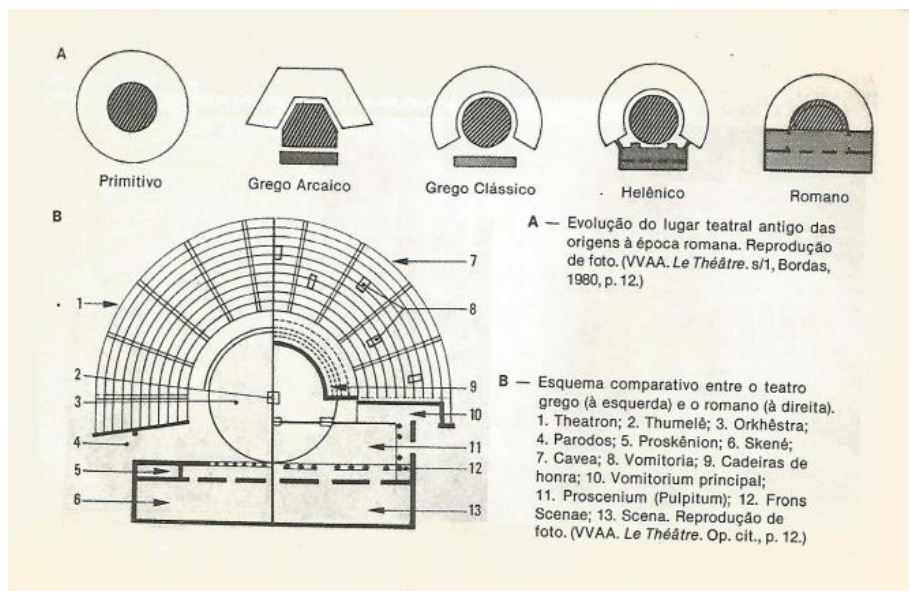 A
Primitivo
Grego Arcaico
Grego Clássico
Helênico
Romano
A — Evolução do lugar teatral antigo das
origens à época romana. Reprodução
de foto. (VVAA. Le Théâtre. s/1, Bordas,
1980, p. 12.)
B
1
2
3
4
5
6
7
8
9
10
11
12
13
B — Esquema comparativo entre o teatro
grego (à esquerda) e o romano (à direita).
1. Theatron; 2. Thumelê; 3. Orkhêstra;
4. Parodos; 5. Proskênion; 6. Skené;
7. Cavea; 8. Vomitoria; 9. Cadeiras de
honra; 10. Vomitorium principal;
11. Proscenium (Pulpitum); 12. Frons
Scenae; 13. Scena. Reprodução de
foto. (VVAA. Le Théâtre. Op. cit., p. 12.)